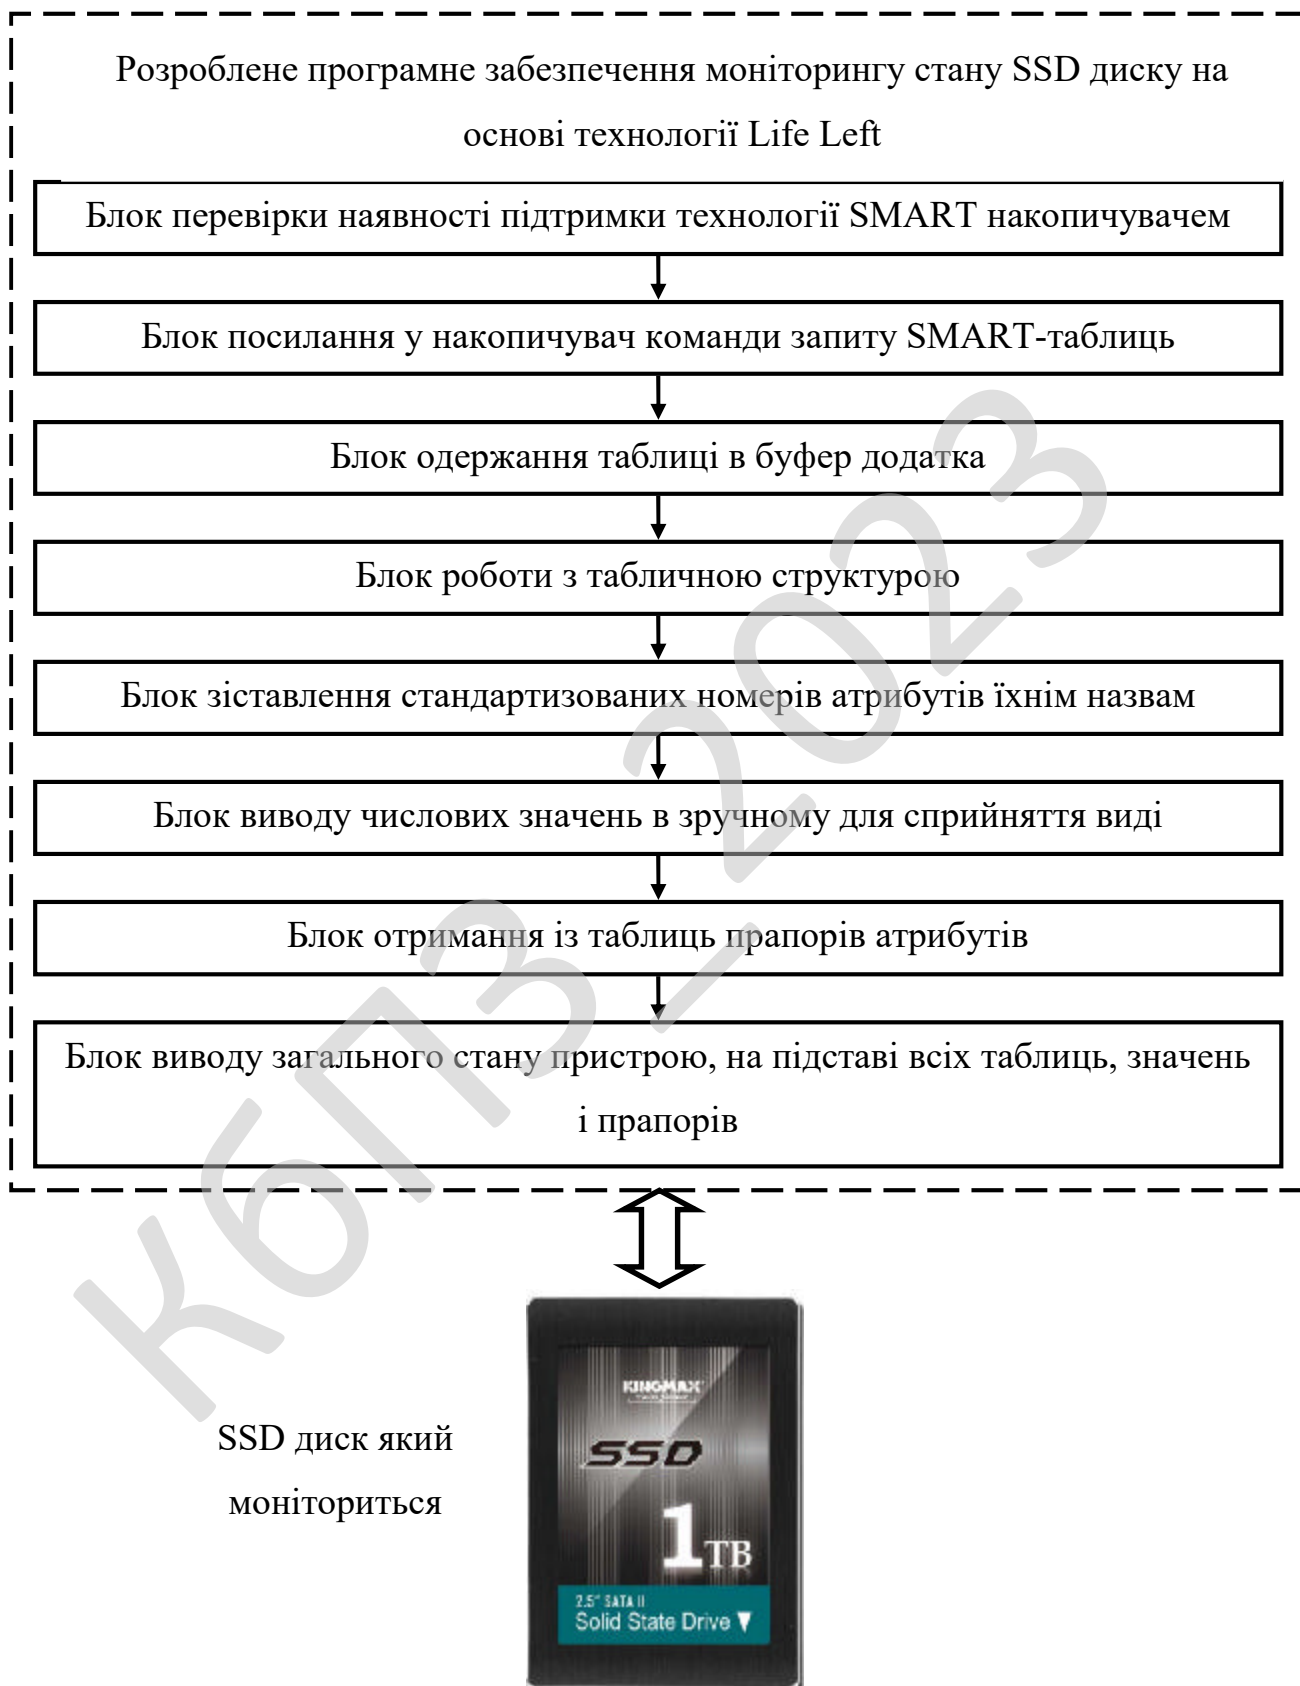 Розроблене програмне забезпечення моніторингу стану SSD диску на
основі технології Life Left
Блок перевірки наявності підтримки технології SMART накопичувачем
Блок посилання у накопичувач команди запиту SMART-таблиць
Блок одержання таблиці в буфер додатка
Блок роботи з табличною структурою
Блок зіставлення стандартизованих номерів атрибутів їхнім назвам
Блок виводу числових значень в зручному для сприйняття виді
Блок отримання із таблиць прапорів атрибутів
Блок виводу загального стану пристрою, на підставі всіх таблиць, значень
і прапорів
КбПЗ_2023
SSD диск який
моніториться
KINGMAX
SSD
1TB
2.5" SATA II
Solid State Drive